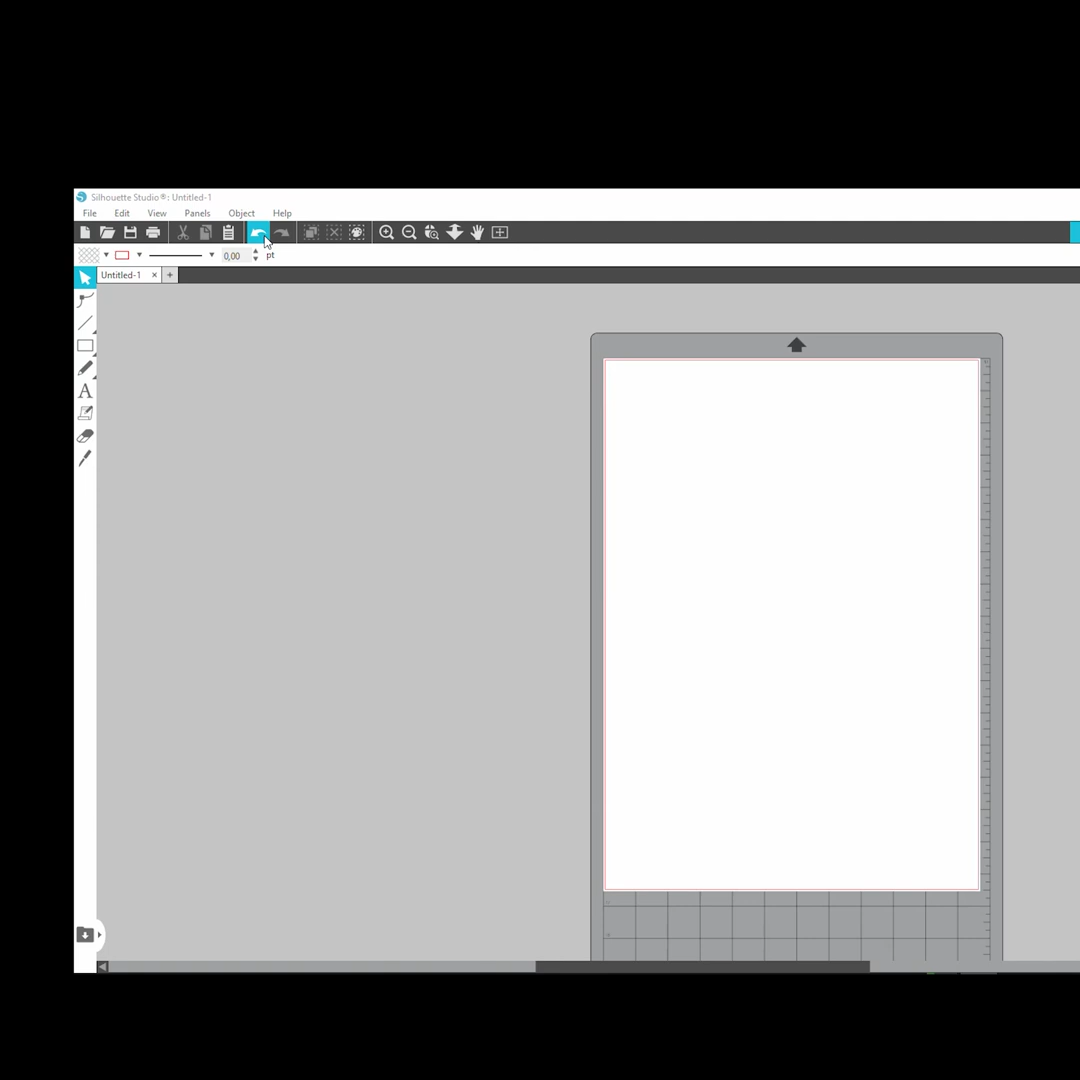 Silhouette Studio®: Untitled-1
File Edit View Panels Object Help
0,00 pt
Untitled-1 × +
A